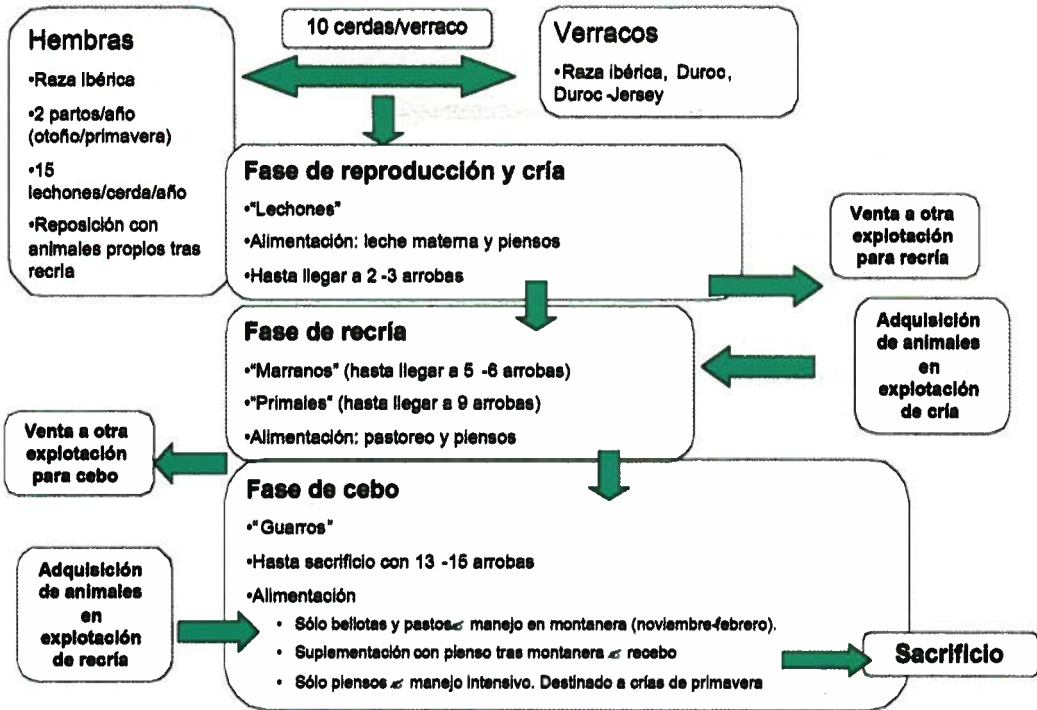 Hembras
•Raza Ibérica
•2 partos/año
(otoño/primavera)
•15
lechones/cerda/año
•Reposición con
animales propios tras
recría
10 cerdas/verraco
Verracos
•Raza ibérica, Duroc,
Duroc-Jersey
Fase de reproducción y cría
•"Lechones"
•Alimentación: leche materna y piensos
•Hasta llegar a 2 -3 arrobas
Venta a otra
explotación
para recría
Fase de recría
•"Marranos" (hasta llegar a 5 -6 arrobas)
•"Primales" (hasta llegar a 9 arrobas)
•Alimentación: pastoreo y piensos
Adquisición
de animales
en
explotación
de cría
Venta a otra
explotación
para cebo
Fase de cebo
•"Guarros"
•Hasta sacrificio con 13 -15 arrobas
•Alimentación
• Sólo bellotas y pastos manejo en montanera (noviembre-febrero).
• Suplementación con pienso tras montanera recebo
• Sólo piensos manejo intensivo. Destinado a crías de primavera
Adquisición
de animales
en
explotación
de recría
Sacrificio